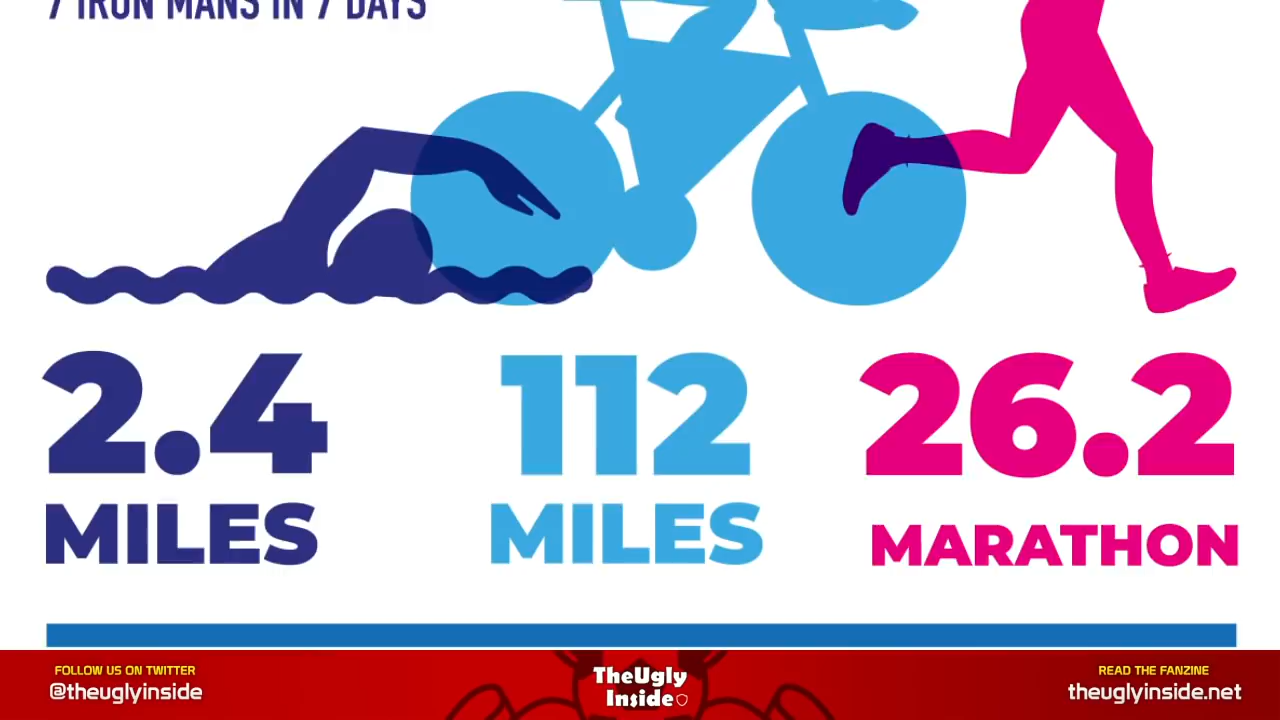 7 IRON MANS IN 7 DAYS
2.4 112 26.2
MILES MILES MARATHON
FOLLOW US ON TWITTER
@theuglyinside
TheUgly
Inside
READ THE FANZINE
theuglyinside.net